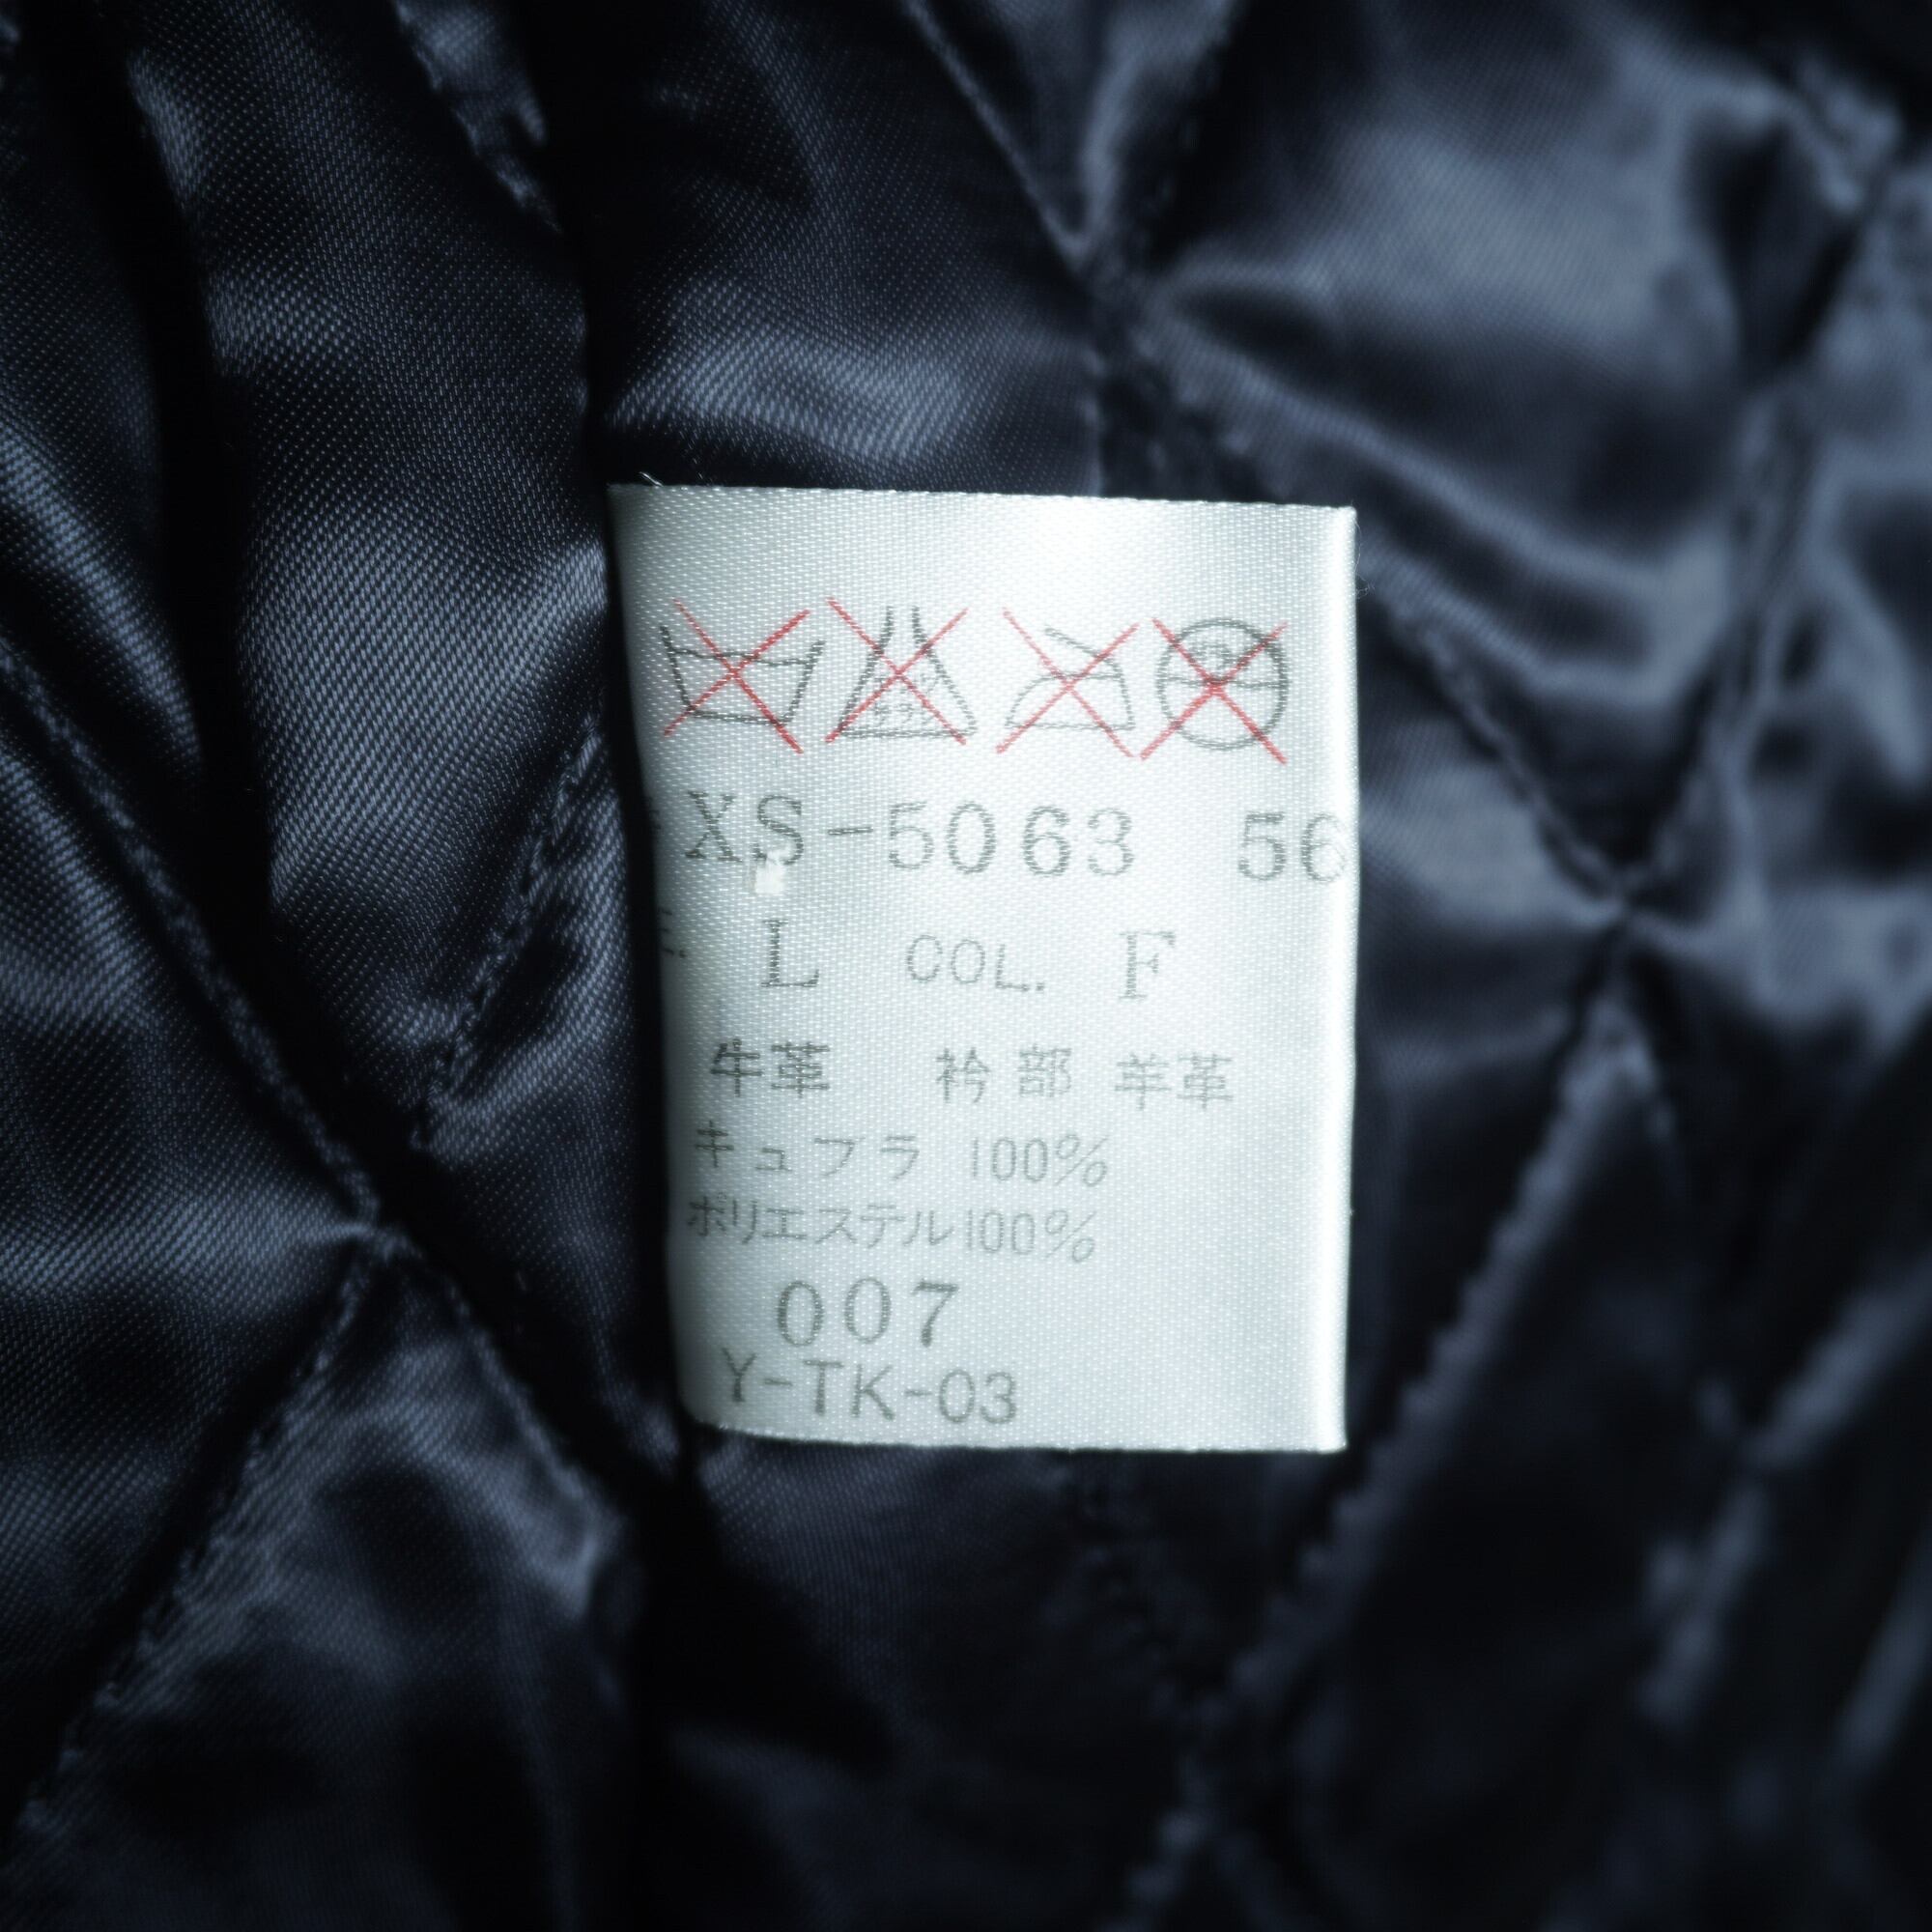 XS-5063 56
E. L COL. F
牛革 衿部 羊革
キュプラ 100%
ポリエステル100%
007
Y-TK-03